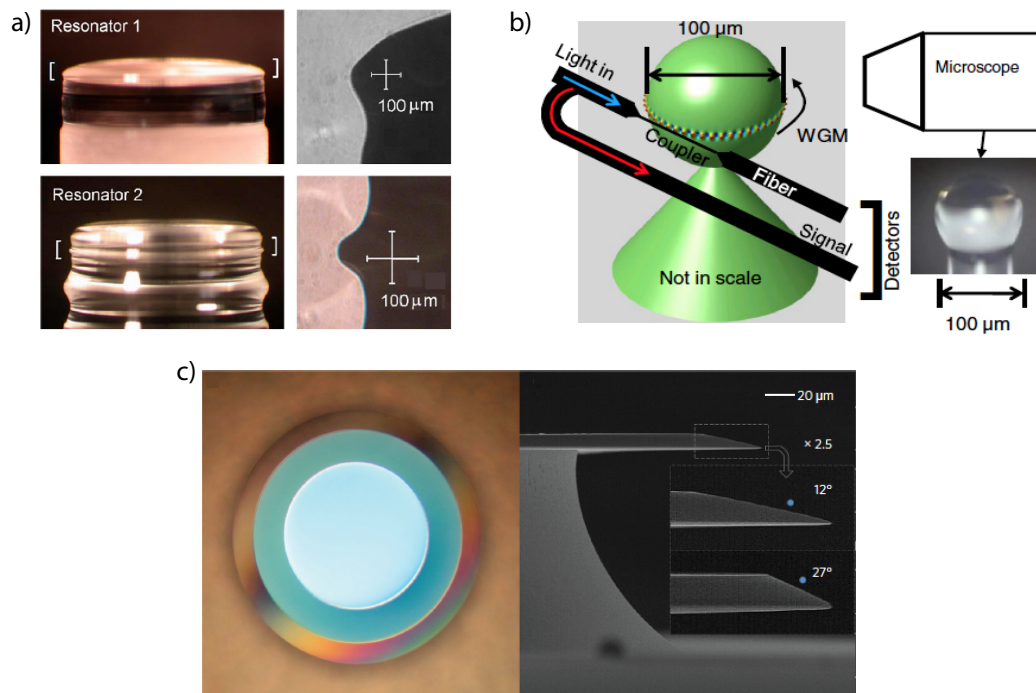 a)
Resonator 1
100 µm
Resonator 2
100 µm
b)
100 µm
Light in
Microscope
WGM
Coupler
Fiber
Signal
Detectors
Not in scale
100 µm
c)
20 µm
× 2.5
12°
27°